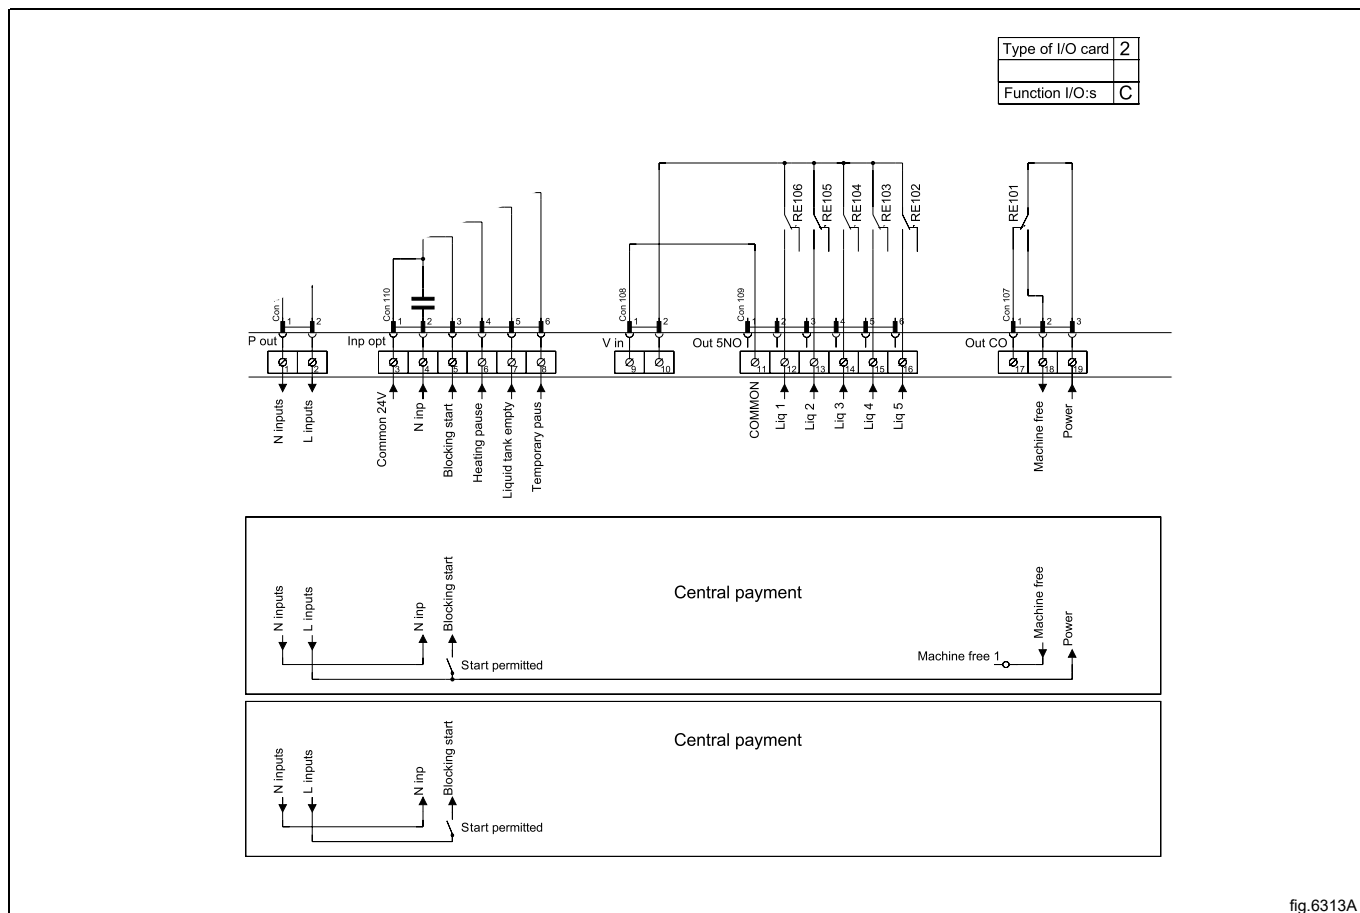 Type of I/O card 2
Function I/O:s C
RE106 RE105 RE104 RE103 RE102 RE101
Con 110 Con 108 Con 109 Con 107
1 2 1 2 3 4 5 6 1 2 1 2 3 4 5 6 1 2 3
P out Inp opt V in Out 5NO Out CO
1 2 3 4 5 6 7 8 9 10 11 12 13 14 15 16 17 18 19
N inputs
L inputs
Common 24V
N inp
Blocking start
Heating pause
Liquid tank empty
Temporary paus
COMMON
Liq 1
Liq 2
Liq 3
Liq 4
Liq 5
Machine free
Power
Central payment
N inputs
L inputs
N inp
Blocking start
Start permitted
Machine free 1
Machine free
Power
Central payment
N inputs
L inputs
N inp
Blocking start
Start permitted
fig.6313A